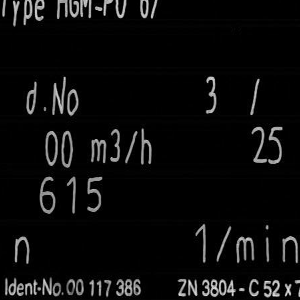 Type HGM-PO 67
d.No 3 /
00 m3/h 25
615
n 1/min
Ident-No. 00 117 386 ZN 3804 - C 52 x 7